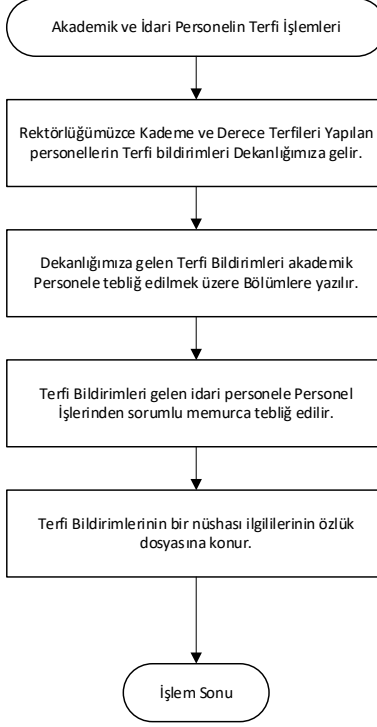 Akademik ve İdari Personelin Terfi İşlemleri
Rektörlüğümüzce Kademe ve Derece Terfileri Yapılan
personellerin Terfi bildirimleri Dekanlığımıza gelir.
Dekanlığımıza gelen Terfi Bildirimleri akademik
Personele tebliğ edilmek üzere Bölümlere yazılır.
Terfi Bildirimleri gelen idari personele Personel
İşlerinden sorumlu memurca tebliğ edilir.
Terfi Bildirimlerinin bir nüshası ilgililerinin özlük
dosyasına konur.
İşlem Sonu